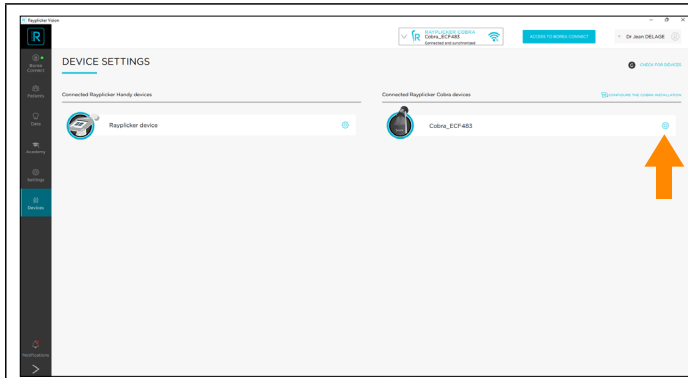 Rayplicker Vision
R
RAYPLICKER COBRA
Cobra_ECF483
Connected and synchronized
ACCESS TO BOREA CONNECT
Dr Jean DELAGE
Borea
Connect
DEVICE SETTINGS
CHECK FOR DEVICES
Patients
Connected Rayplicker Handy devices
Connected Rayplicker Cobra devices
CONFIGURE THE COBRA INSTALLATION
Data
Rayplicker device
Cobra_ECF483
Academy
Settings
Devices
Notifications